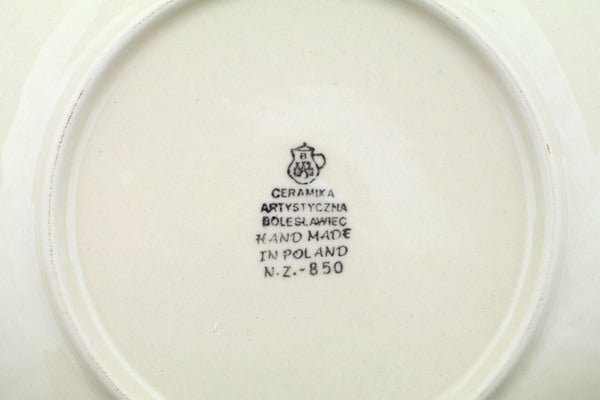 B
CERAMIKA
ARTYSTYCZNA
BOLESŁAWIEC
HAND MADE
IN POLAND
N.Z.-850